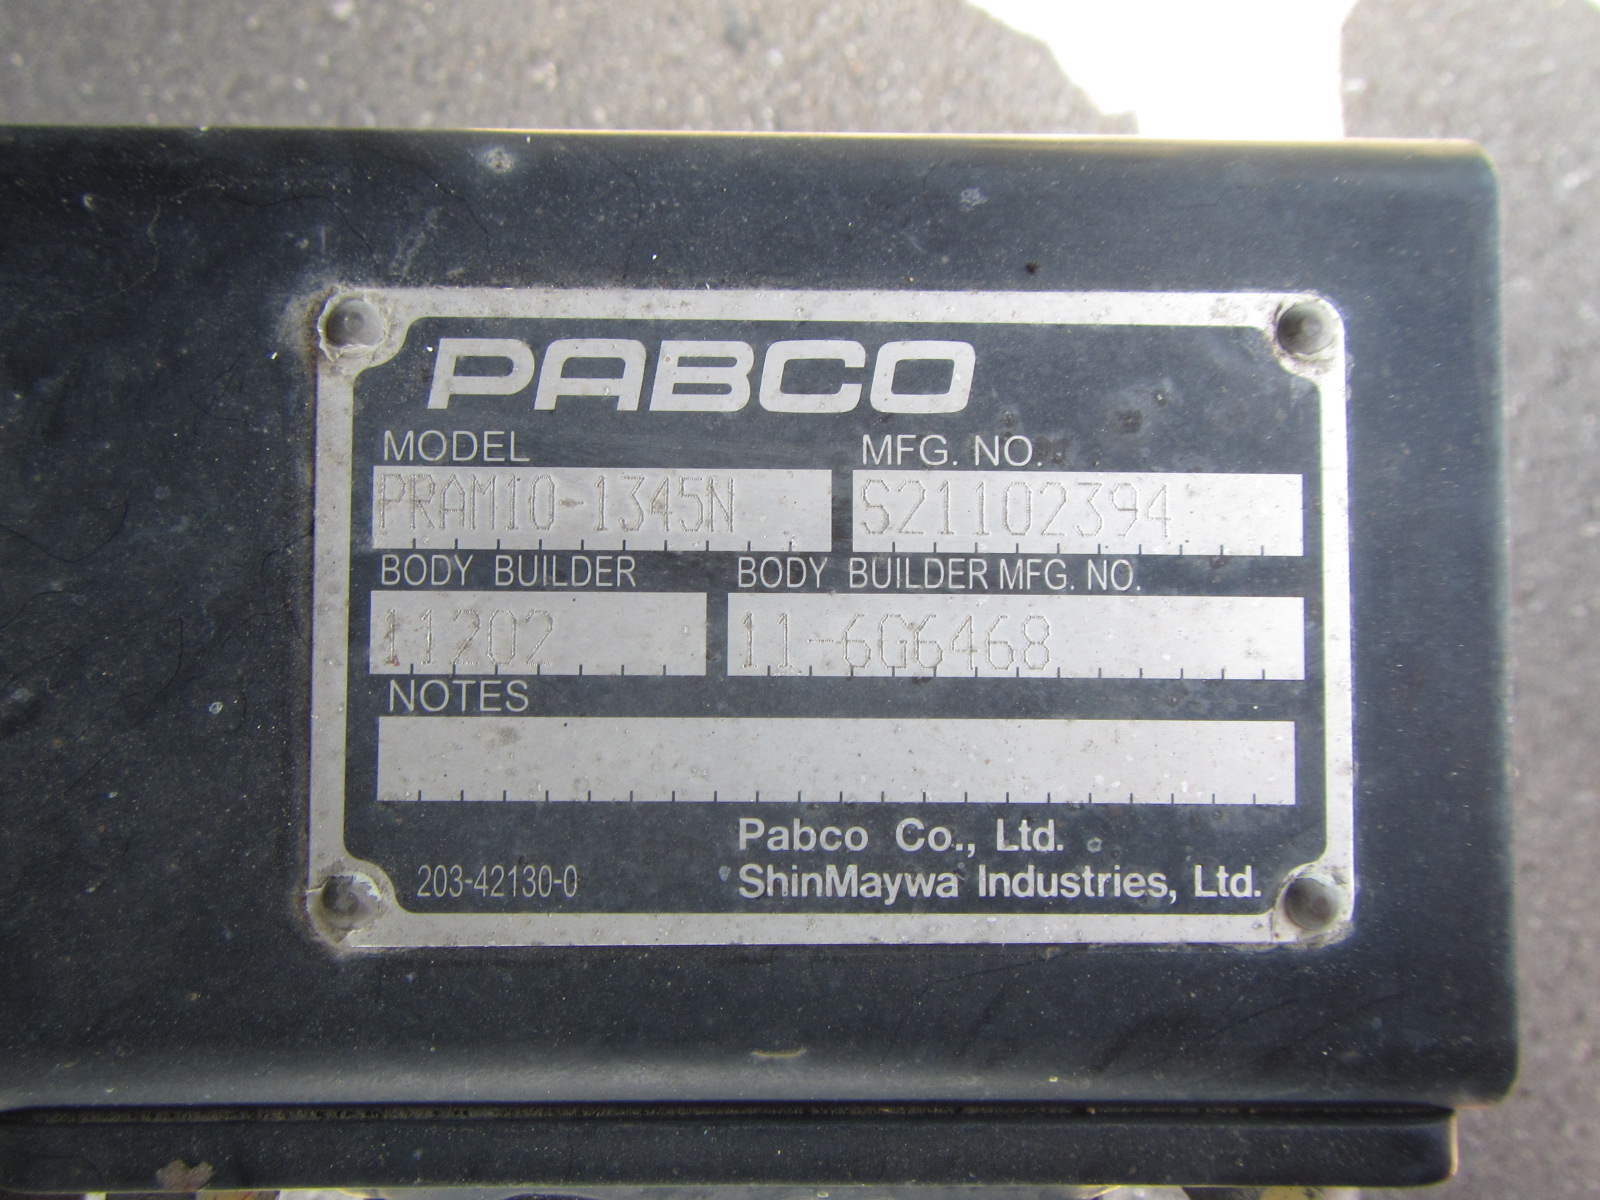 PABCO
MODEL MFG. NO.
PRAM10-1345N S21102394
BODY BUILDER BODY BUILDER MFG. NO.
11202 11-6G6468
NOTES
Pabco Co., Ltd.
203-42130-0 ShinMaywa Industries, Ltd.